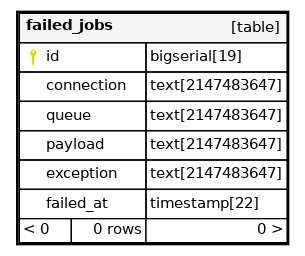 failed_jobs [table]
id bigserial[19]
connection text[2147483647]
queue text[2147483647]
payload text[2147483647]
exception text[2147483647]
failed_at timestamp[22]
< 0 0 rows 0 >